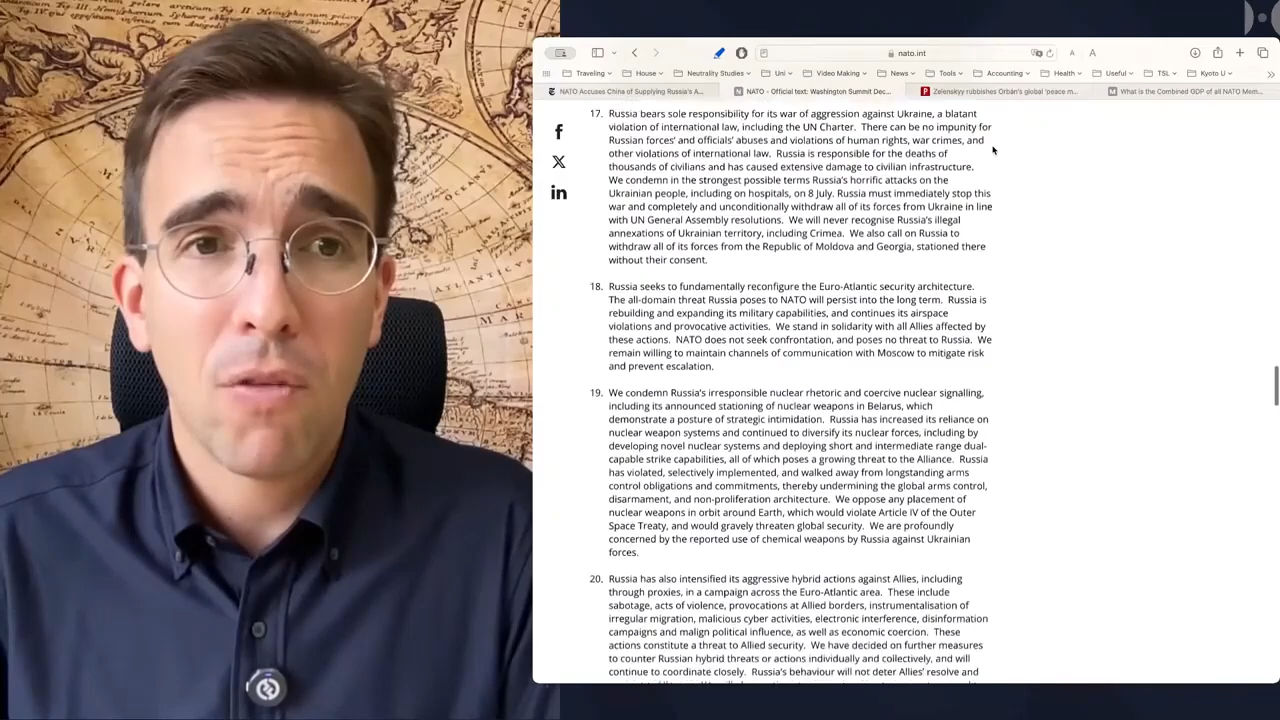 nato.int
A A
Traveling House Neutrality Studies Uni Video Making News Tools Accounting Health Useful TSL Kyoto U
NATO Accuses China of Supplying Russia's A...
NATO - Official text: Washington Summit Dec...
Zelenskyy rubbishes Orbán's global 'peace m...
What is the Combined GDP of all NATO Mem...
17. Russia bears sole responsibility for its war of aggression against Ukraine, a blatant
violation of international law, including the UN Charter. There can be no impunity for
Russian forces' and officials' abuses and violations of human rights, war crimes, and
other violations of international law. Russia is responsible for the deaths of
thousands of civilians and has caused extensive damage to civilian infrastructure.
We condemn in the strongest possible terms Russia's horrific attacks on the
Ukrainian people, including on hospitals, on 8 July. Russia must immediately stop this
war and completely and unconditionally withdraw all of its forces from Ukraine in line
with UN General Assembly resolutions. We will never recognise Russia's illegal
annexations of Ukrainian territory, including Crimea. We also call on Russia to
withdraw all of its forces from the Republic of Moldova and Georgia, stationed there
without their consent.
18. Russia seeks to fundamentally reconfigure the Euro-Atlantic security architecture.
The all-domain threat Russia poses to NATO will persist into the long term. Russia is
rebuilding and expanding its military capabilities, and continues its airspace
violations and provocative activities. We stand in solidarity with all Allies affected by
these actions. NATO does not seek confrontation, and poses no threat to Russia. We
remain willing to maintain channels of communication with Moscow to mitigate risk
and prevent escalation.
19. We condemn Russia's irresponsible nuclear rhetoric and coercive nuclear signalling,
including its announced stationing of nuclear weapons in Belarus, which
demonstrate a posture of strategic intimidation. Russia has increased its reliance on
nuclear weapon systems and continued to diversify its nuclear forces, including by
developing novel nuclear systems and deploying short and intermediate range dual-
capable strike capabilities, all of which poses a growing threat to the Alliance. Russia
has violated, selectively implemented, and walked away from longstanding arms
control obligations and commitments, thereby undermining the global arms control,
disarmament, and non-proliferation architecture. We oppose any placement of
nuclear weapons in orbit around Earth, which would violate Article IV of the Outer
Space Treaty, and would gravely threaten global security. We are profoundly
concerned by the reported use of chemical weapons by Russia against Ukrainian
forces.
20. Russia has also intensified its aggressive hybrid actions against Allies, including
through proxies, in a campaign across the Euro-Atlantic area. These include
sabotage, acts of violence, provocations at Allied borders, instrumentalisation of
irregular migration, malicious cyber activities, electronic interference, disinformation
campaigns and malign political influence, as well as economic coercion. These
actions constitute a threat to Allied security. We have decided on further measures
to counter Russian hybrid threats or actions individually and collectively, and will
continue to coordinate closely. Russia's behaviour will not deter Allies' resolve and